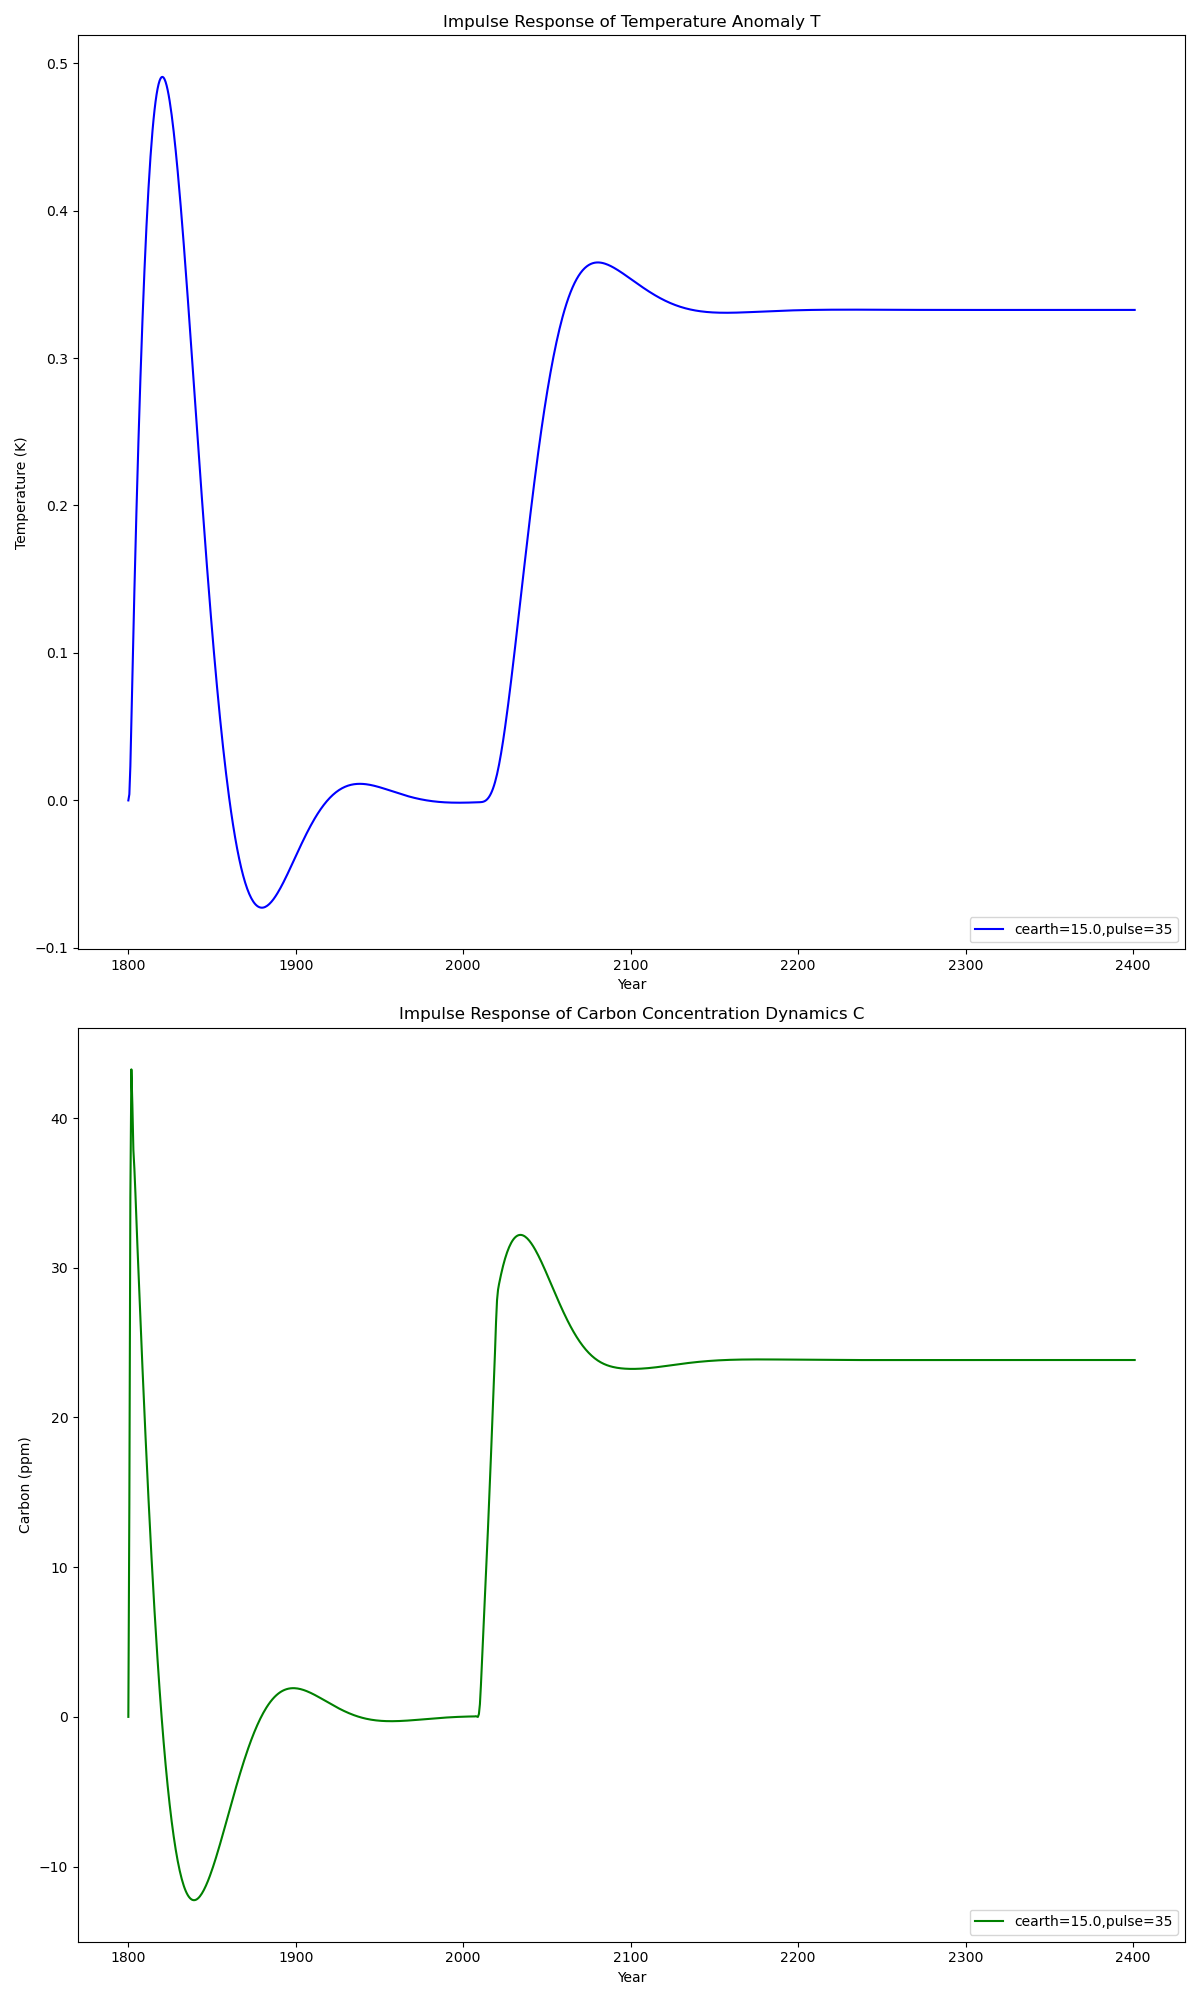 Impulse Response of Temperature Anomaly T
0.5
0.4
0.3
0.2
0.1
0.0
−0.1
Temperature (K)
cearth=15.0,pulse=35
1800 1900 2000 2100 2200 2300 2400
Year
Impulse Response of Carbon Concentration Dynamics C
40
30
20
10
0
−10
Carbon (ppm)
cearth=15.0,pulse=35
1800 1900 2000 2100 2200 2300 2400
Year